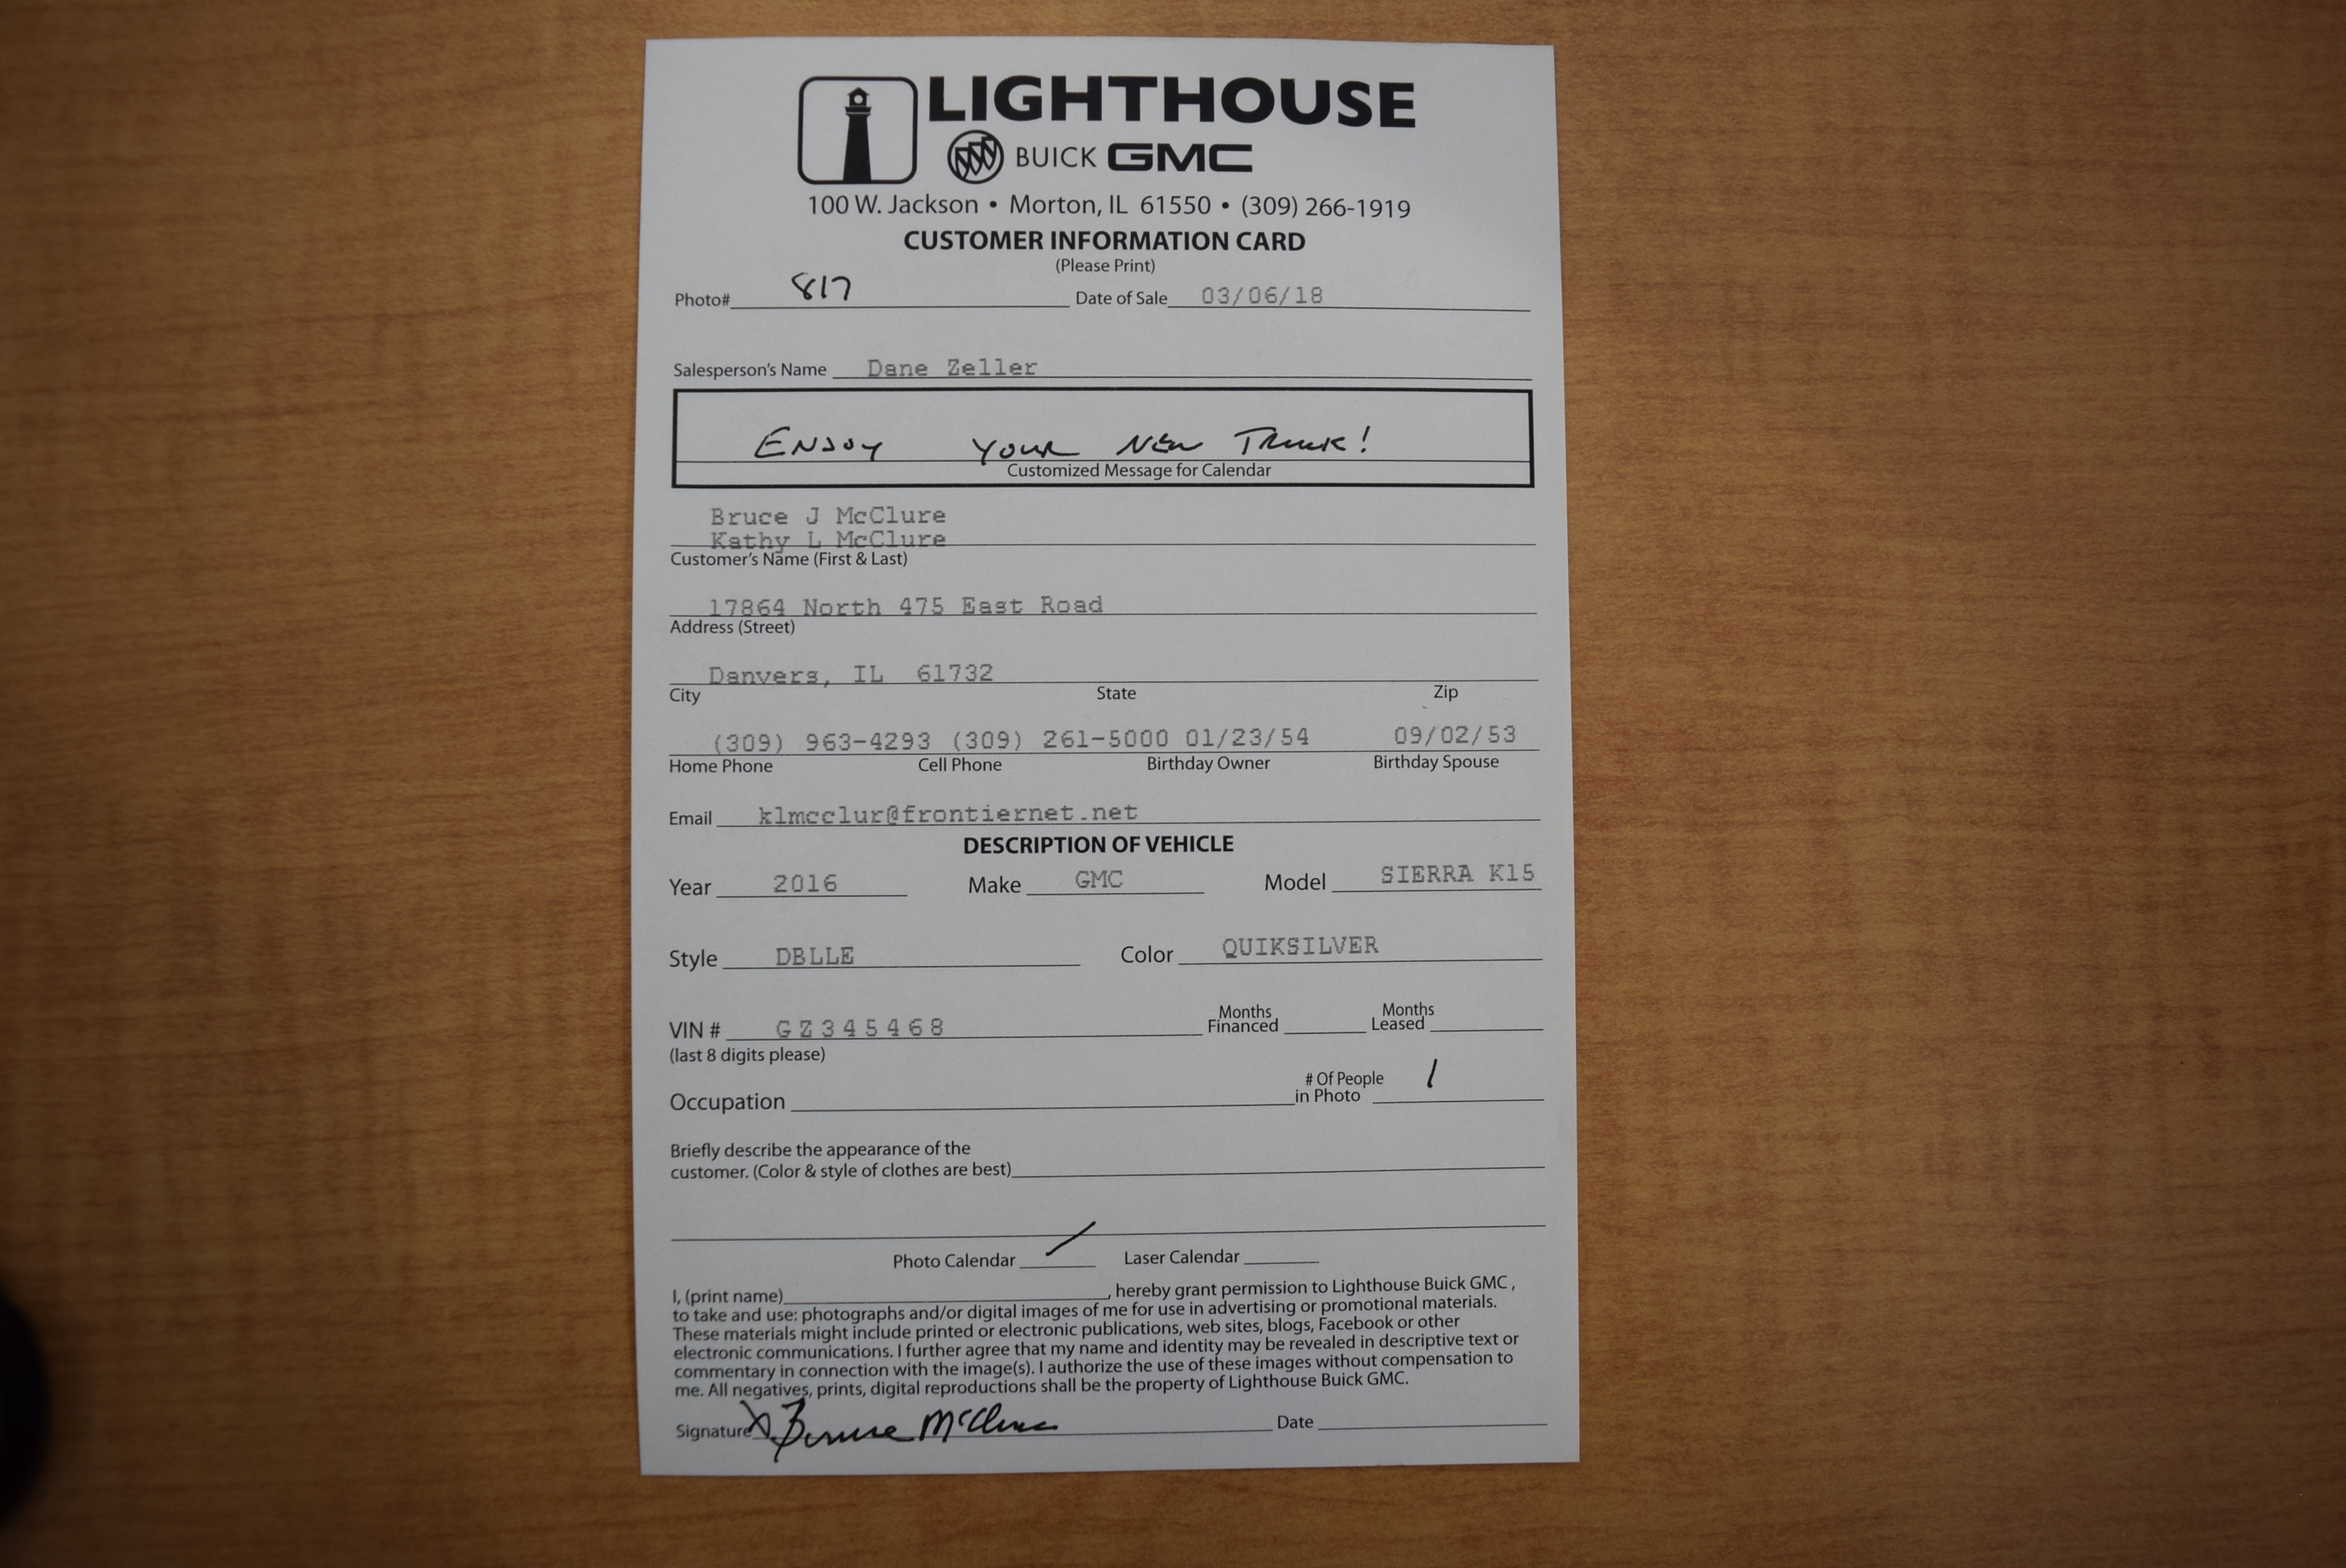 LIGHTHOUSE
BUICK GMC
100 W. Jackson • Morton, IL 61550 • (309) 266-1919
CUSTOMER INFORMATION CARD
(Please Print)
Photo# 817 Date of Sale 03/06/18
Salesperson's Name Dane Zeller
ENJOY YOUR NEW TRUCK!
Customized Message for Calendar
Bruce J McClure
Kathy L McClure
Customer's Name (First & Last)
17864 North 475 East Road
Address (Street)
Danvers, IL 61732
City State Zip
(309) 963-4293 (309) 261-5000 01/23/54 09/02/53
Home Phone Cell Phone Birthday Owner Birthday Spouse
Email klmcclur@frontiernet.net
DESCRIPTION OF VEHICLE
Year 2016 Make GMC Model SIERRA K15
Style DBLLE Color QUIKSILVER
VIN # GZ345468 Months Financed Months Leased
(last 8 digits please)
Occupation # Of People in Photo 1
Briefly describe the appearance of the
customer. (Color & style of clothes are best)
Photo Calendar / Laser Calendar
I, (print name) , hereby grant permission to Lighthouse Buick GMC ,
to take and use: photographs and/or digital images of me for use in advertising or promotional materials.
These materials might include printed or electronic publications, web sites, blogs, Facebook or other
electronic communications. I further agree that my name and identity may be revealed in descriptive text or
commentary in connection with the image(s). I authorize the use of these images without compensation to
me. All negatives, prints, digital reproductions shall be the property of Lighthouse Buick GMC.
Signature X Bruce McClure Date